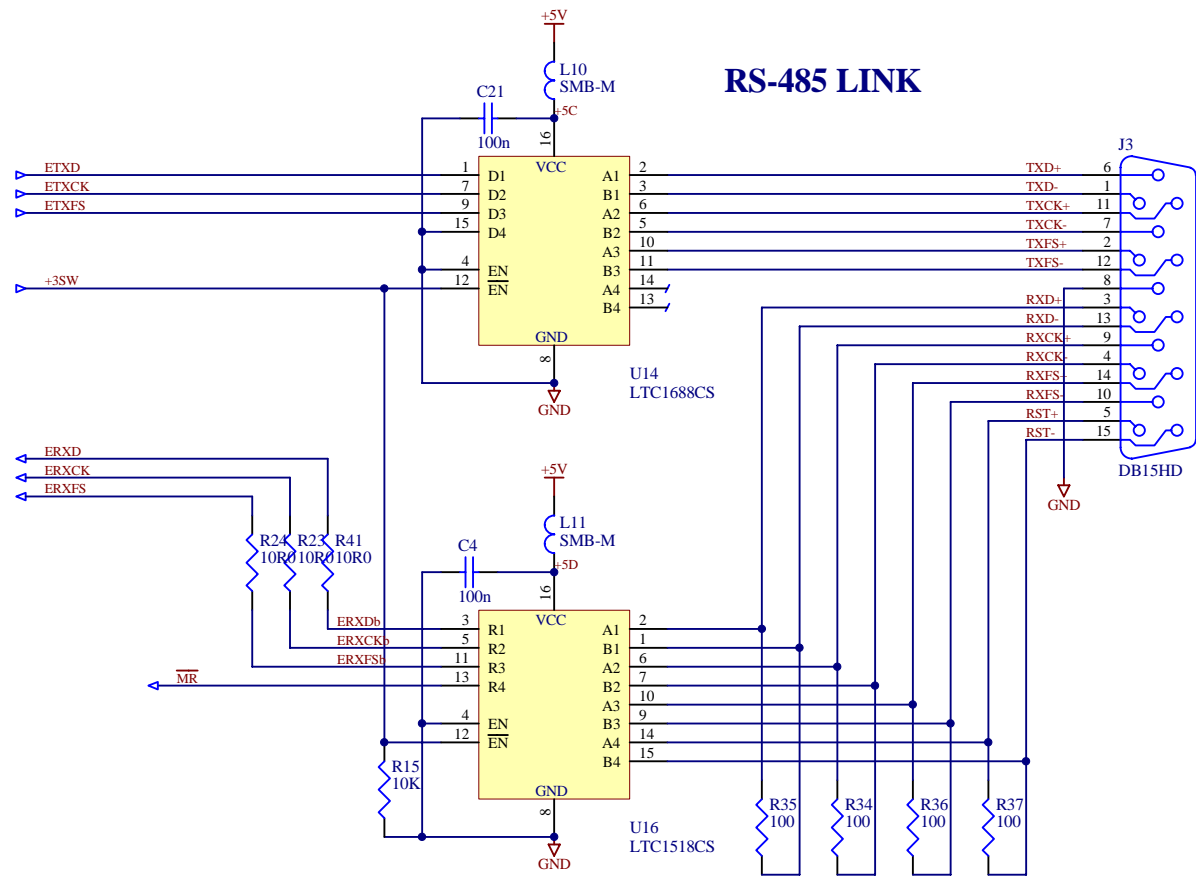 RS-485 LINK
+5V
L10
SMB-M
C21
100n
+5C
16
VCC
ETXD
ETXCK
ETXFS
+3SW
1 D1
7 D2
9 D3
15 D4
4 EN
12 EN
A1 2
B1 3
A2 6
B2 5
A3 10
B3 11
A4 14
B4 13
GND
8
GND
U14
LTC1688CS
J3
TXD+ 6
TXD- 1
TXCK+ 11
TXCK- 7
TXFS+ 2
TXFS- 12
8
RXD+ 3
RXD- 13
RXCK+ 9
RXCK- 4
RXFS+ 14
RXFS- 10
RST+ 5
RST- 15
DB15HD
GND
ERXD
ERXCK
ERXFS
R24
10R0
R23
10R0
R41
10R0
+5V
L11
SMB-M
C4
100n
+5D
16
VCC
ERXDb
ERXCKb
ERXFSb
MR
3 R1
5 R2
11 R3
13 R4
4 EN
12 EN
A1 2
B1 1
A2 6
B2 7
A3 10
B3 9
A4 14
B4 15
GND
8
GND
R15
10K
U16
LTC1518CS
R35
100
R34
100
R36
100
R37
100